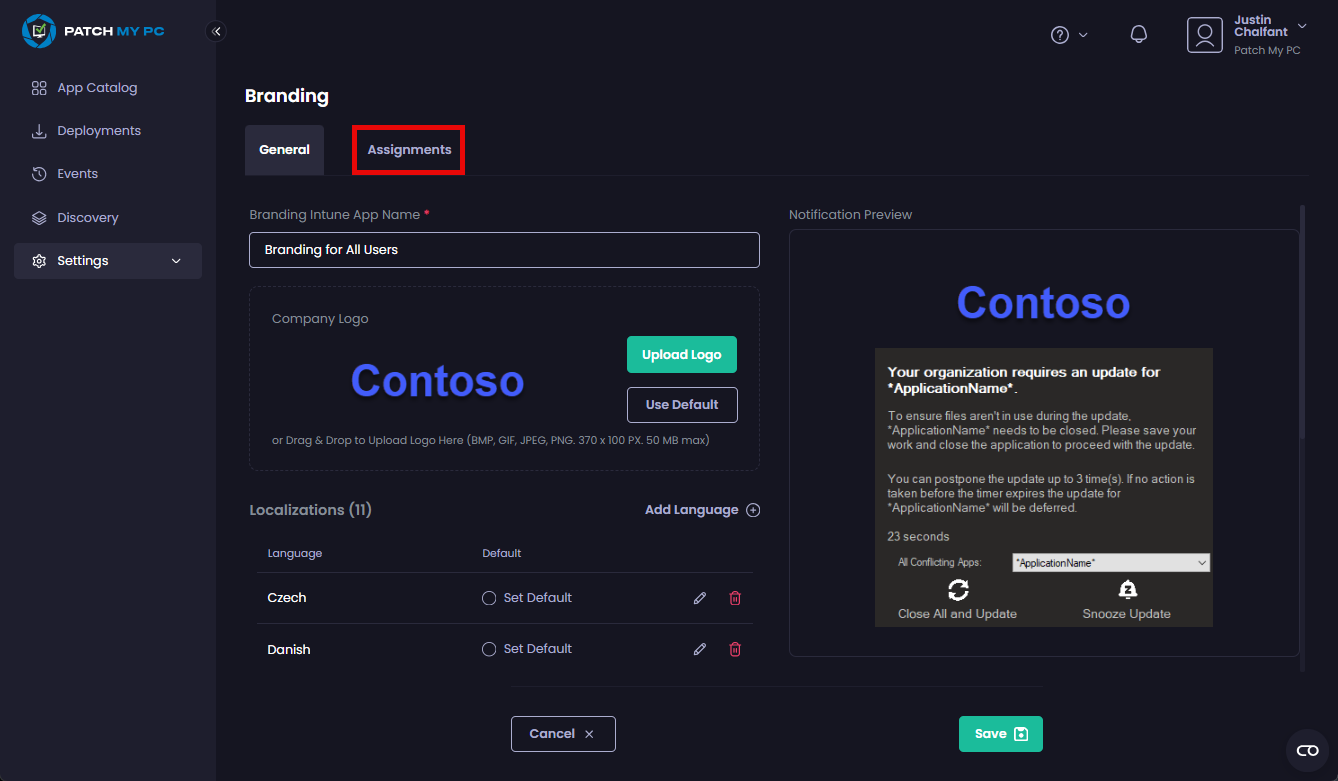 PATCH MY PC
App Catalog
Deployments
Events
Discovery
Settings
Justin
Chalfant
Patch My PC
Branding
General
Assignments
Branding Intune App Name *
Branding for All Users
Company Logo
Contoso
Upload Logo
Use Default
or Drag & Drop to Upload Logo Here (BMP, GIF, JPEG, PNG. 370 x 100 PX. 50 MB max)
Localizations (11)
Add Language
Language Default
Czech Set Default
Danish Set Default
Notification Preview
Contoso
Your organization requires an update for
*ApplicationName*.
To ensure files aren't in use during the update,
*ApplicationName* needs to be closed. Please save your
work and close the application to proceed with the update.
You can postpone the update up to 3 time(s). If no action is
taken before the timer expires the update for
*ApplicationName* will be deferred.
23 seconds
All Conflicting Apps: *ApplicationName*
Close All and Update
Snooze Update
Cancel
Save